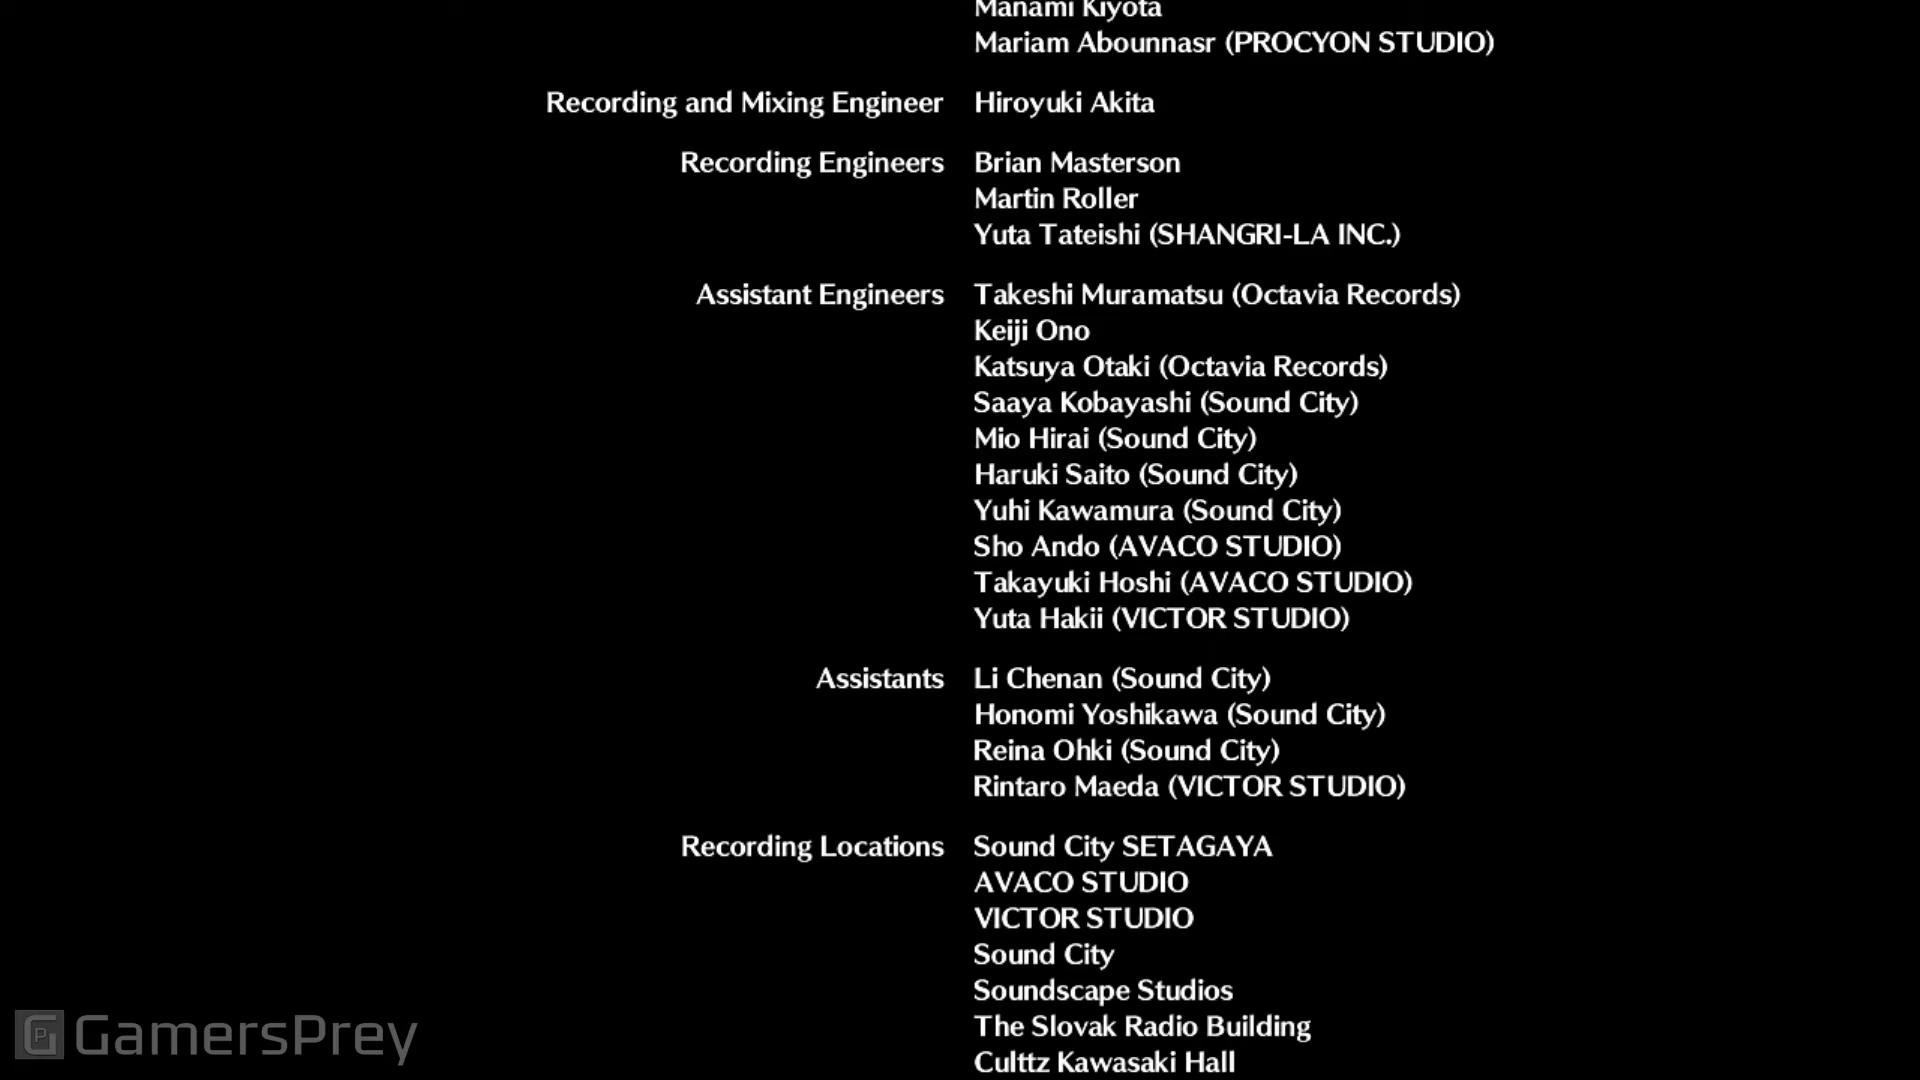 Manami Kiyota
Mariam Abounnasr (PROCYON STUDIO)
Recording and Mixing Engineer Hiroyuki Akita
Recording Engineers Brian Masterson
Martin Roller
Yuta Tateishi (SHANGRI-LA INC.)
Assistant Engineers Takeshi Muramatsu (Octavia Records)
Keiji Ono
Katsuya Otaki (Octavia Records)
Saaya Kobayashi (Sound City)
Mio Hirai (Sound City)
Haruki Saito (Sound City)
Yuhi Kawamura (Sound City)
Sho Ando (AVACO STUDIO)
Takayuki Hoshi (AVACO STUDIO)
Yuta Hakii (VICTOR STUDIO)
Assistants Li Chenan (Sound City)
Honomi Yoshikawa (Sound City)
Reina Ohki (Sound City)
Rintaro Maeda (VICTOR STUDIO)
Recording Locations Sound City SETAGAYA
AVACO STUDIO
VICTOR STUDIO
Sound City
Soundscape Studios
The Slovak Radio Building
Culttz Kawasaki Hall
GamersPrey